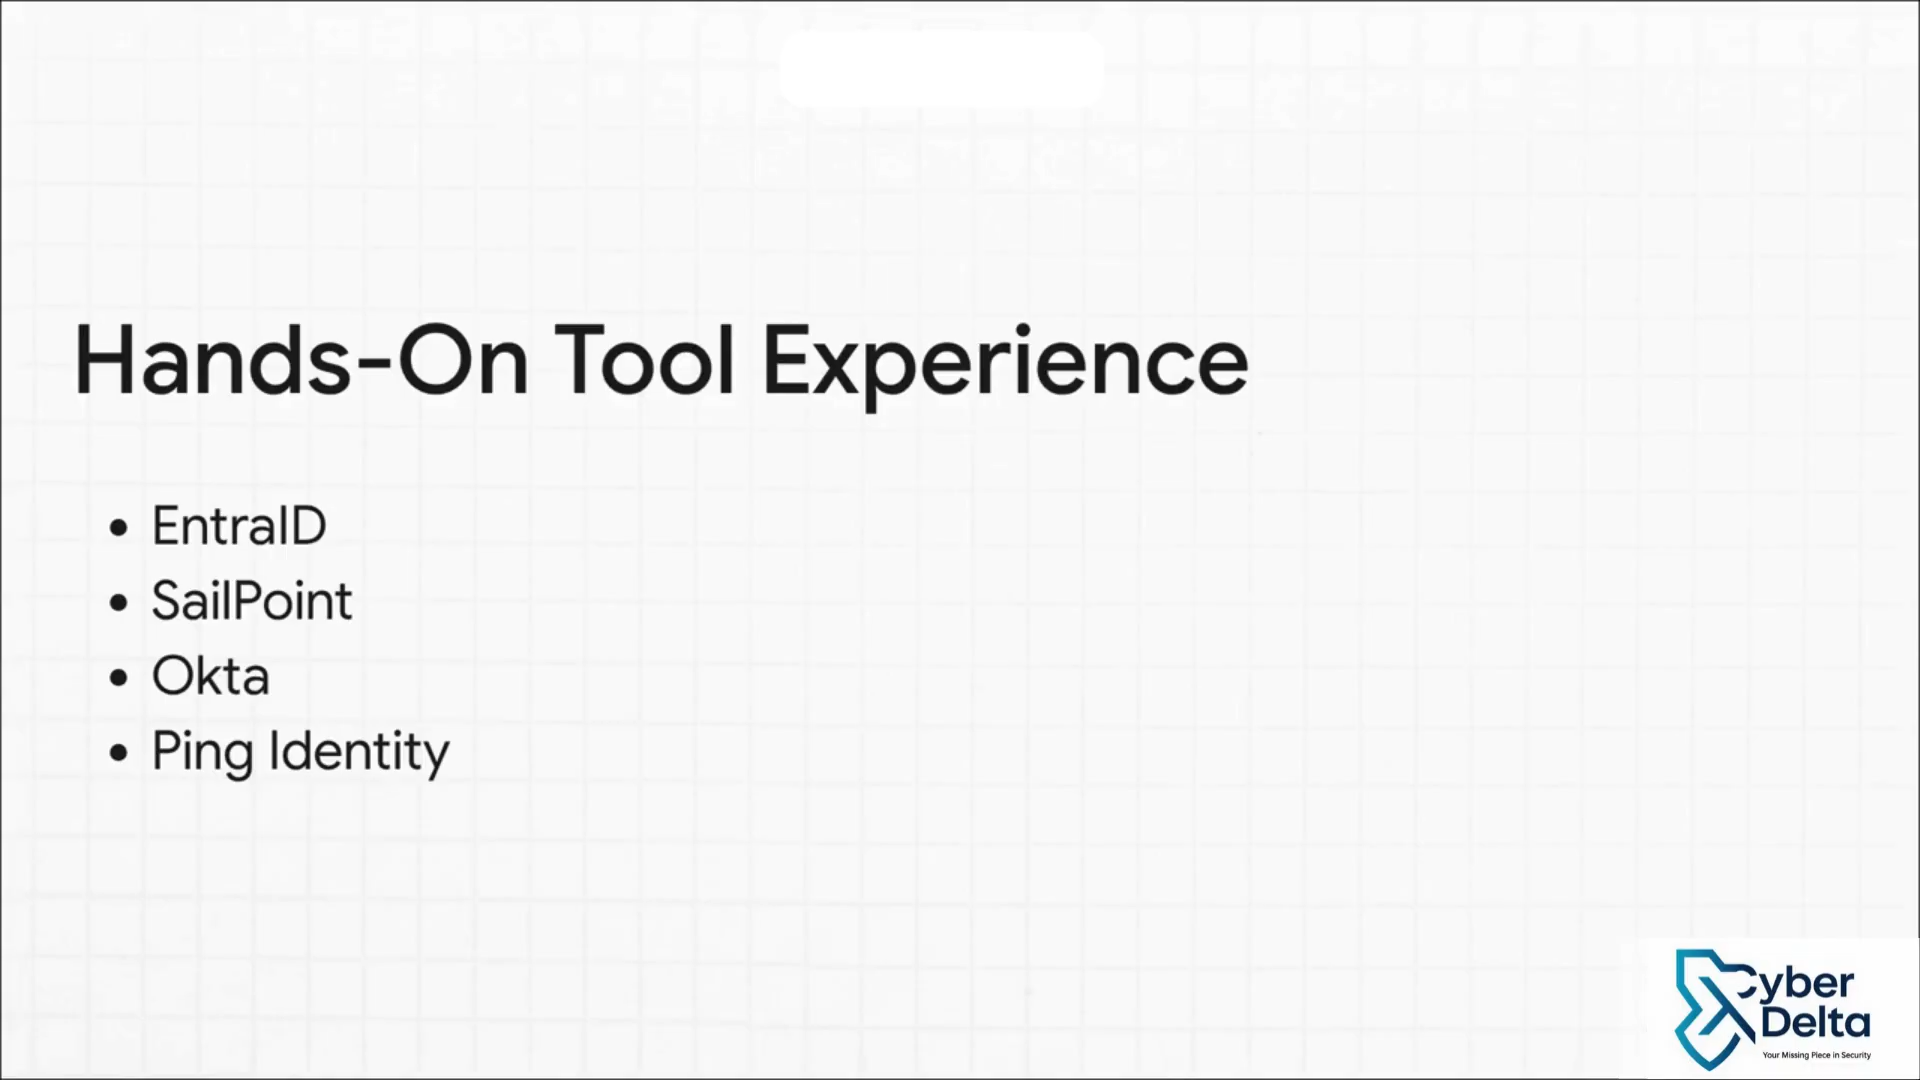 Hands-On Tool Experience
• EntraID
• SailPoint
• Okta
• Ping Identity
Cyber
Delta
Your Missing Piece in Security